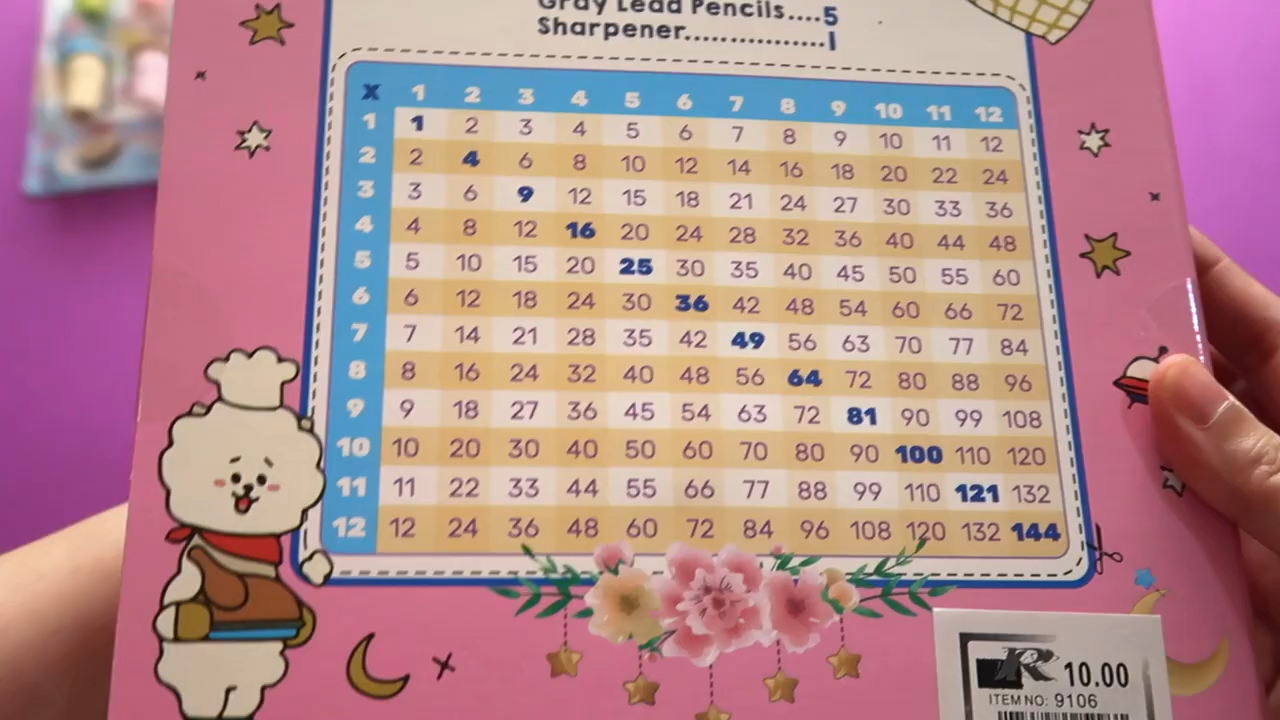 Gray Lead Pencils....5
Sharpener................1
X 1 2 3 4 5 6 7 8 9 10 11 12
1 1 2 3 4 5 6 7 8 9 10 11 12
2 2 4 6 8 10 12 14 16 18 20 22 24
3 3 6 9 12 15 18 21 24 27 30 33 36
4 4 8 12 16 20 24 28 32 36 40 44 48
5 5 10 15 20 25 30 35 40 45 50 55 60
6 6 12 18 24 30 36 42 48 54 60 66 72
7 7 14 21 28 35 42 49 56 63 70 77 84
8 8 16 24 32 40 48 56 64 72 80 88 96
9 9 18 27 36 45 54 63 72 81 90 99 108
10 10 20 30 40 50 60 70 80 90 100 110 120
11 11 22 33 44 55 66 77 88 99 110 121 132
12 12 24 36 48 60 72 84 96 108 120 132 144
R 10.00
ITEM NO: 9106